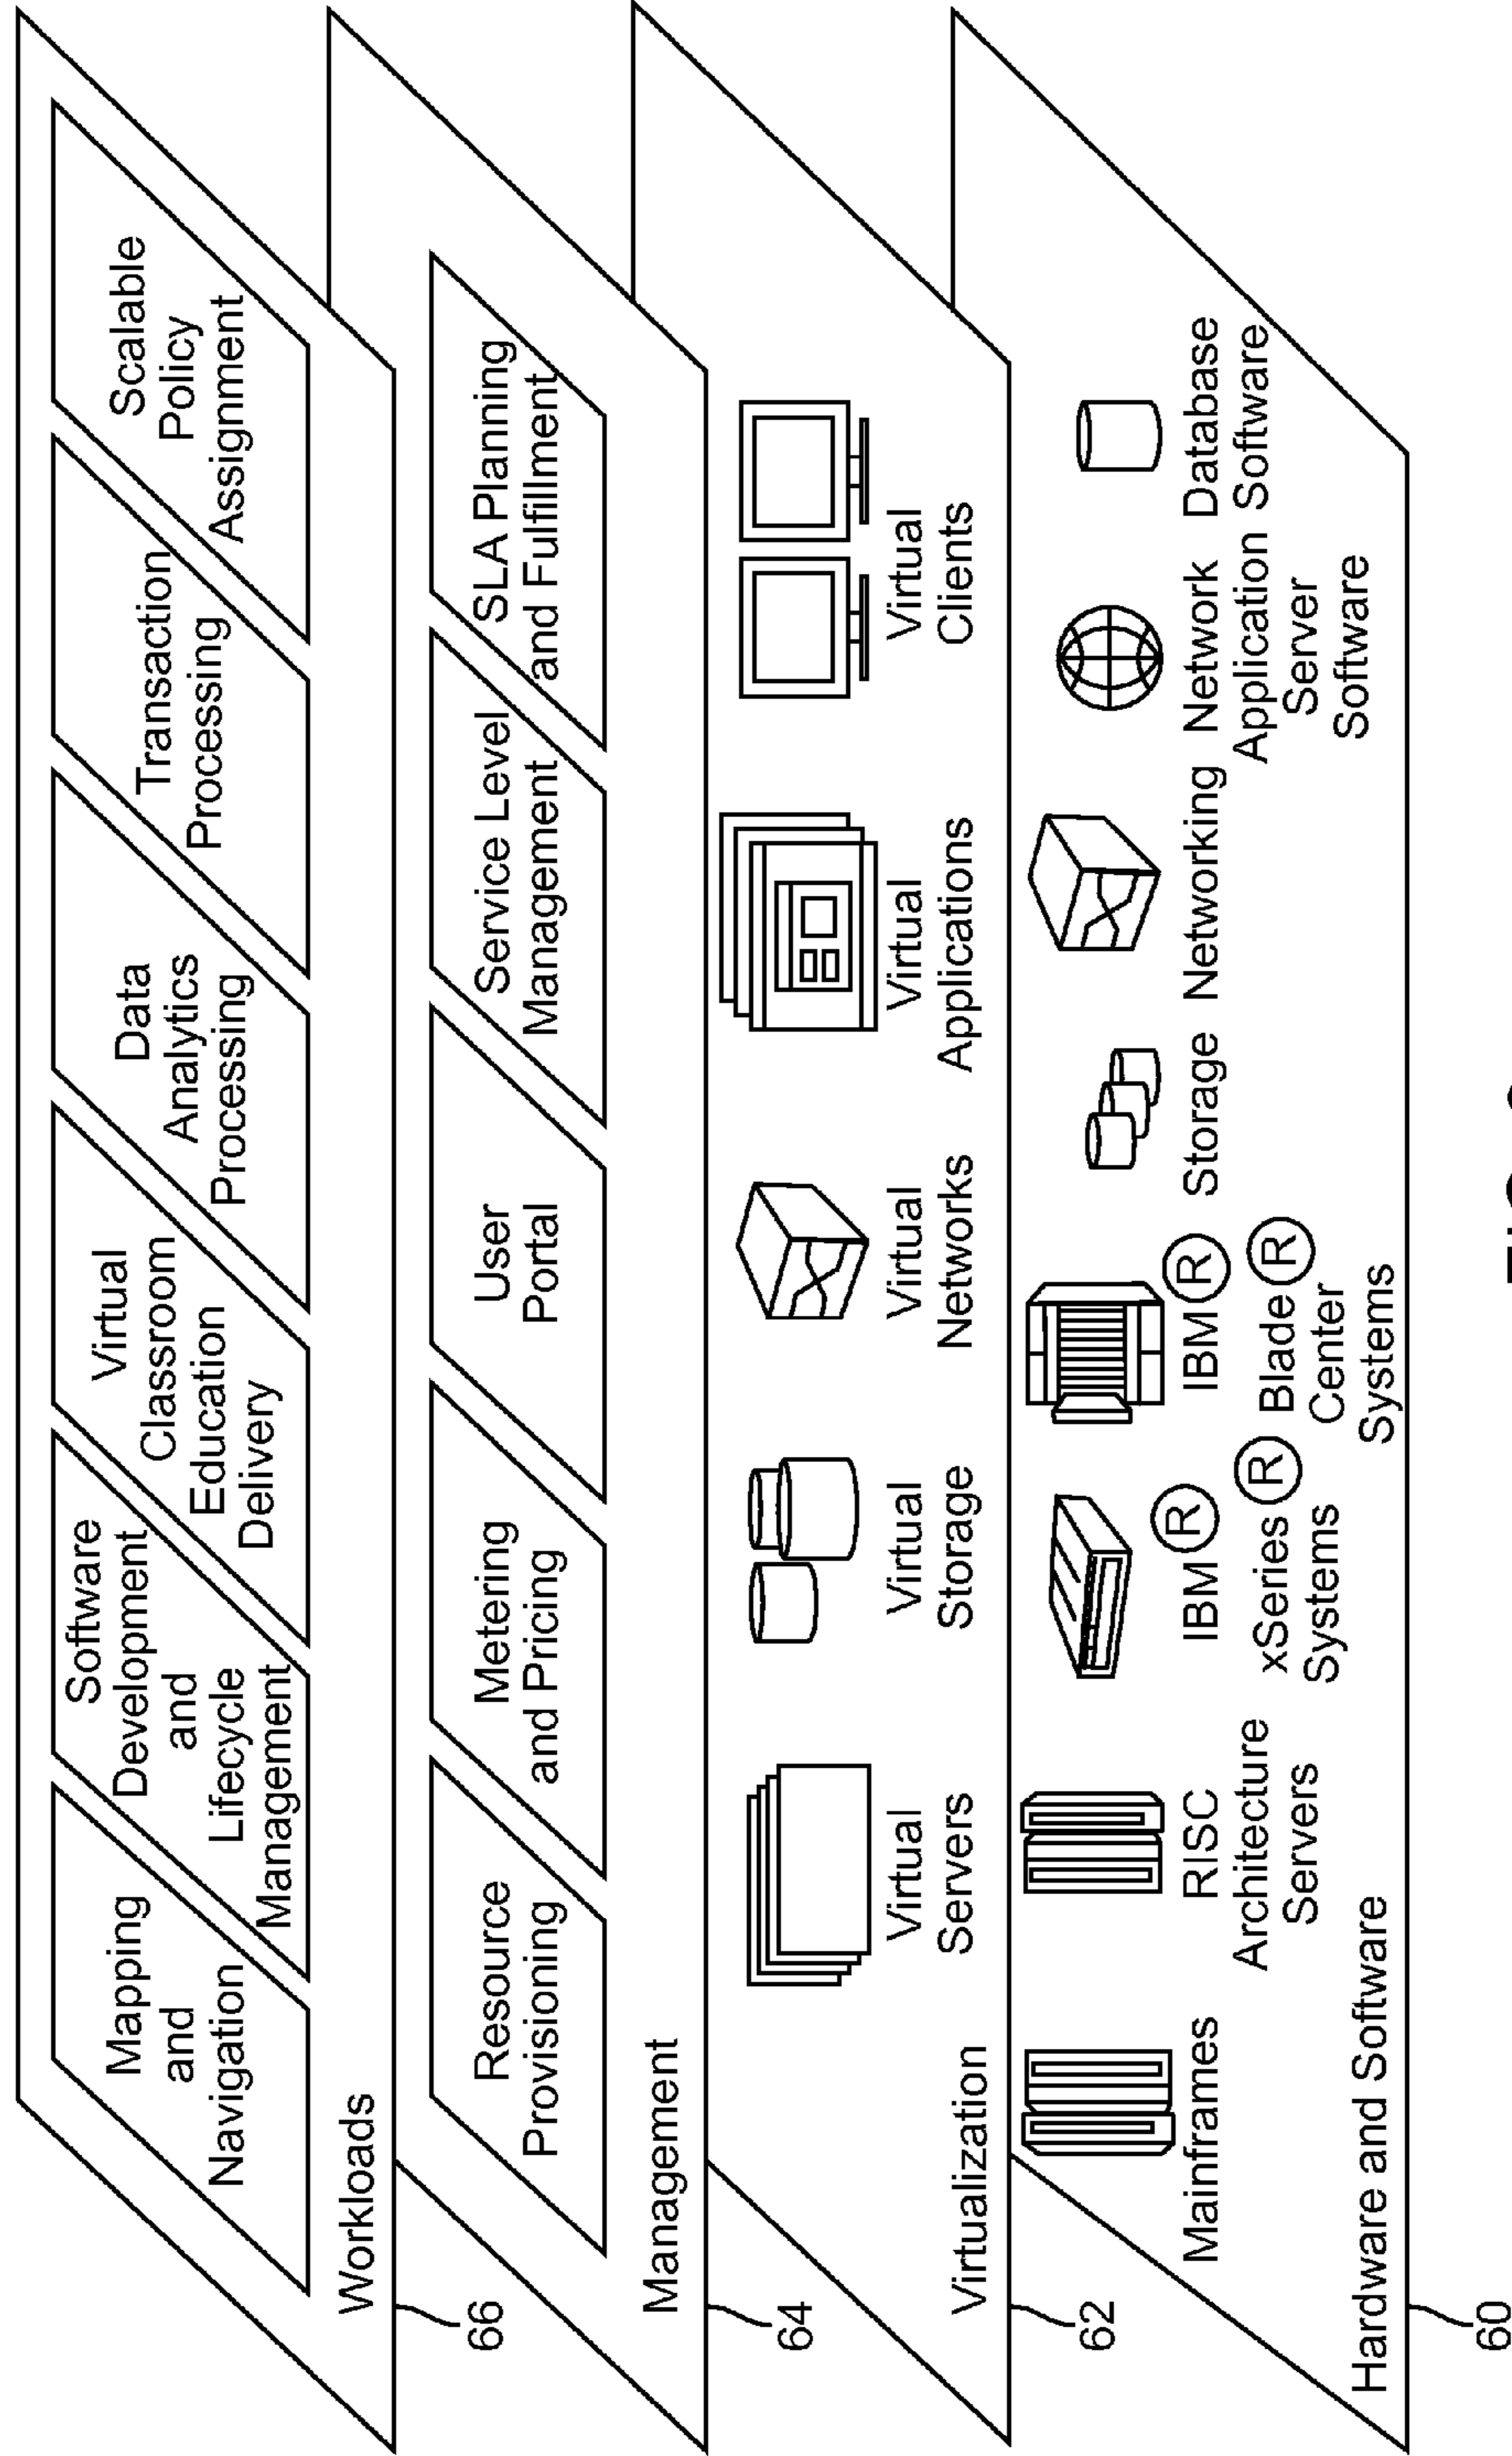 Mapping
and
Navigation
Software
Development
and
Lifecycle
Management
Virtual
Classroom
Education
Delivery
Data
Analytics
Processing
Transaction
Processing
Scalable
Policy
Assignment
Workloads
66
Resource
Provisioning
Metering
and Pricing
User
Portal
Service Level
Management
SLA Planning
and Fulfillment
Management
64
Virtual
Servers
Virtual
Storage
Virtual
Networks
Virtual
Applications
Virtual
Clients
Virtualization
62
Mainframes
RISC
Architecture
Servers
IBM®
xSeries®
Systems
IBM®
Blade®
Center
Systems
Storage
Networking
Network
Application
Server
Software
Database
Software
Hardware and Software
60